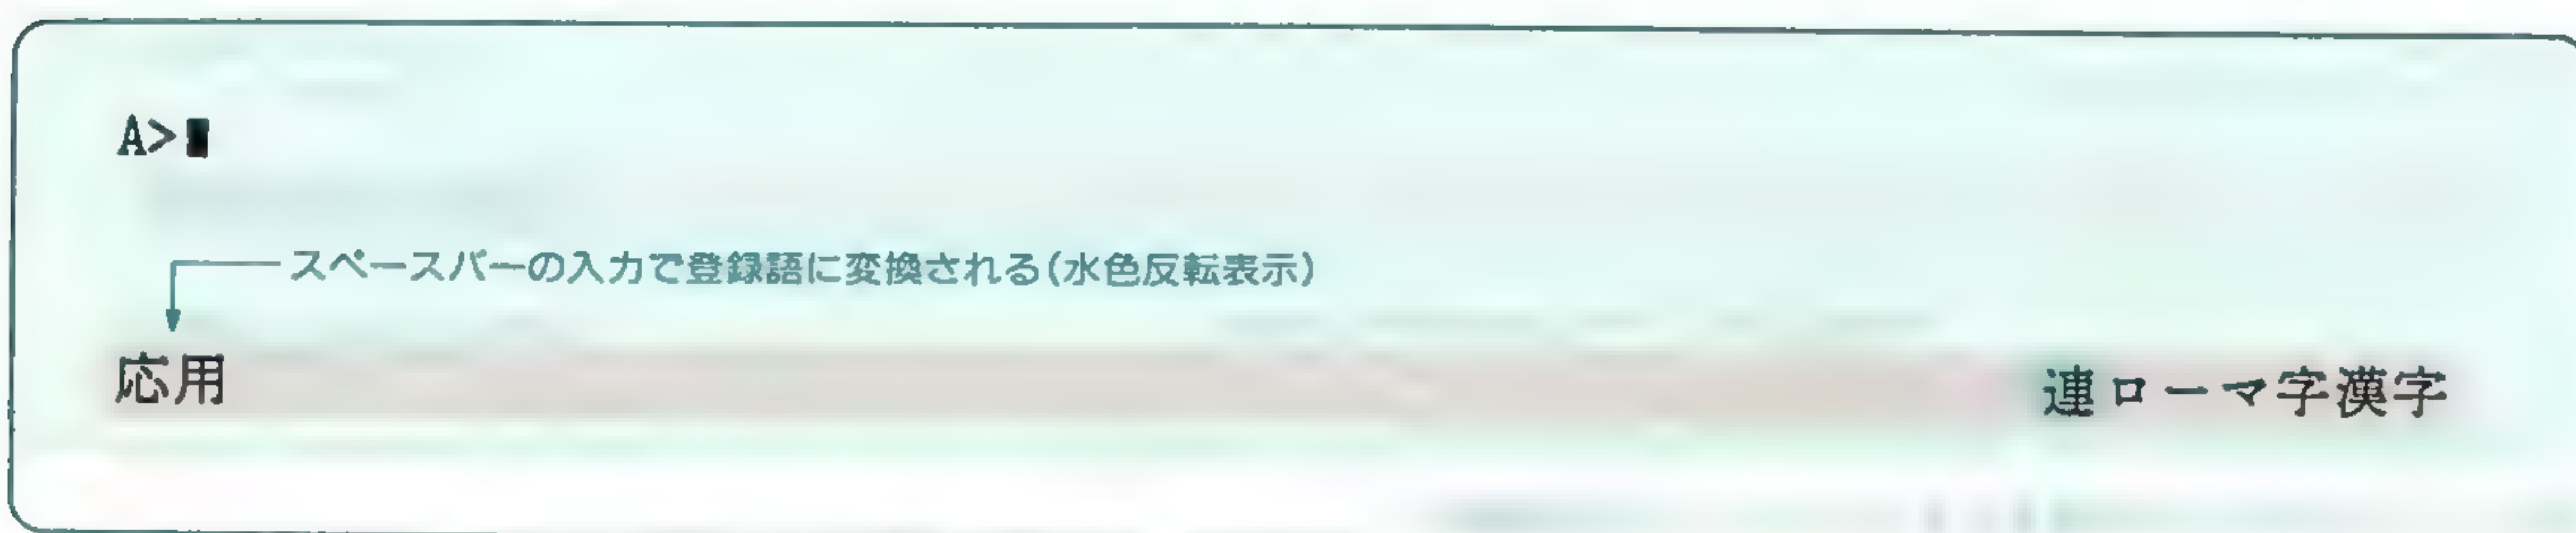 A>■
スペースバーの入力で登録語に変換される(水色反転表示)
応用 連ローマ字漢字